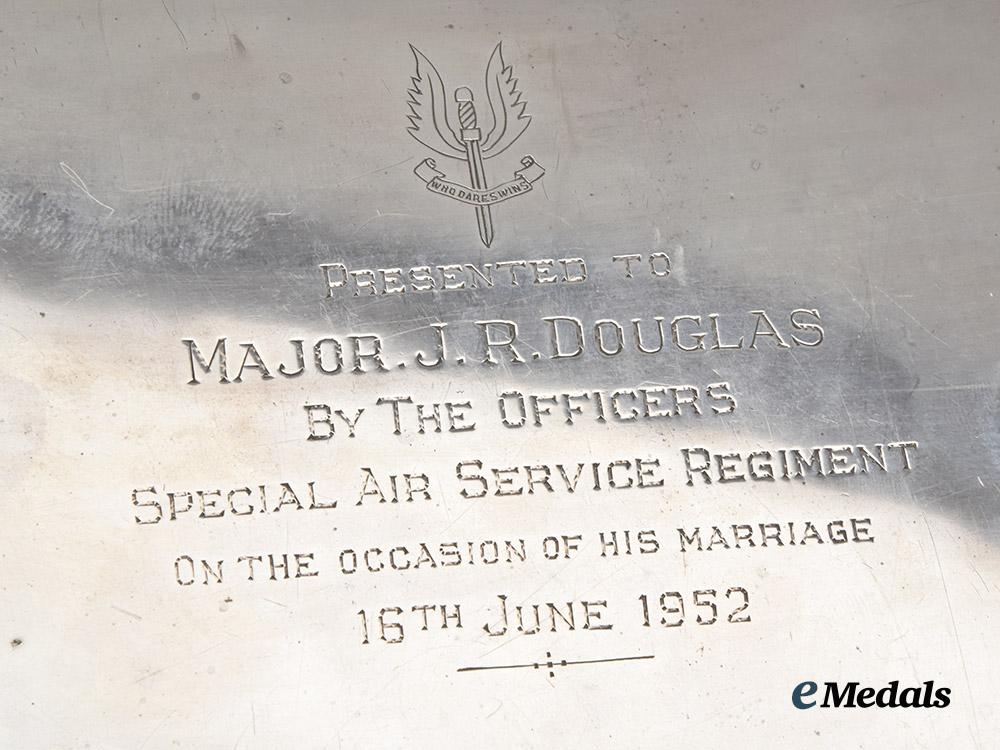 WHO DARES WINS
PRESENTED TO
MAJOR. J. R. DOUGLAS
BY THE OFFICERS
SPECIAL AIR SERVICE REGIMENT
ON THE OCCASION OF HIS MARRIAGE
16TH JUNE 1952
eMedals